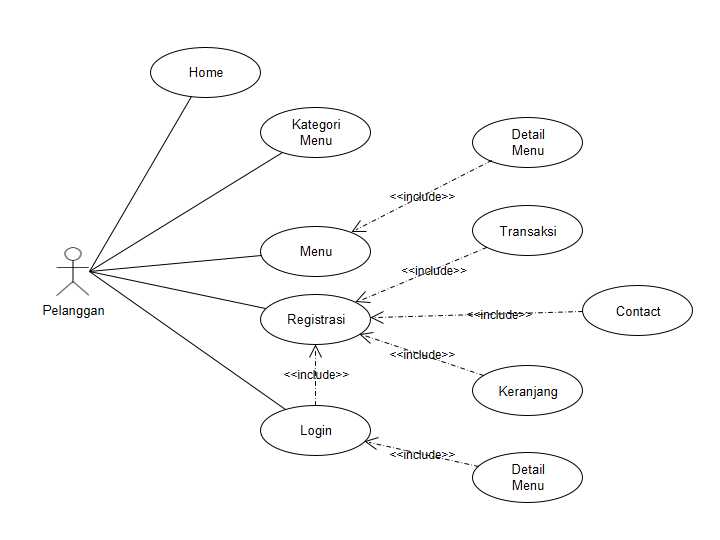 Home
Kategori
Menu
Detail
Menu
<<include>>
Transaksi
Menu
<<include>>
Pelanggan
Registrasi
<<include>>
Contact
<<include>>
<<include>>
Keranjang
Login
<<include>>
Detail
Menu